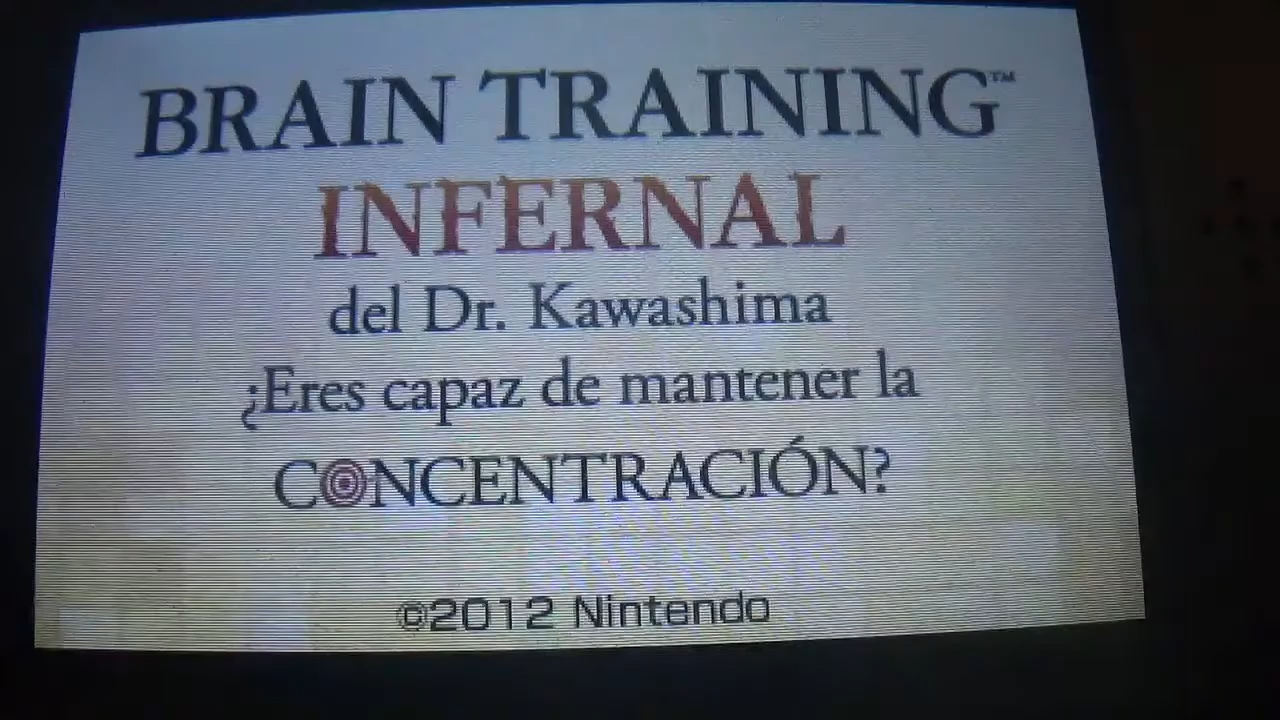 BRAIN TRAINING™
INFERNAL
del Dr. Kawashima
¿Eres capaz de mantener la
CONCENTRACIÓN?
©2012 Nintendo